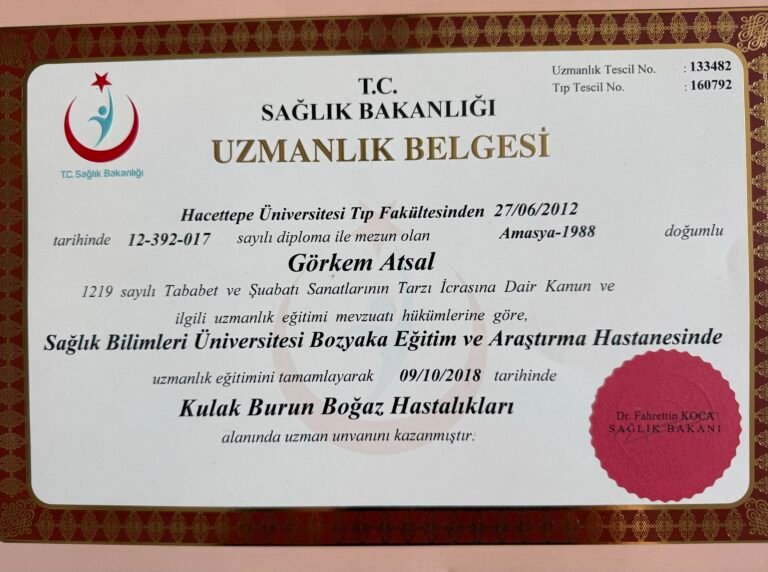 T.C.
SAĞLIK BAKANLIĞI
UZMANLIK BELGESİ
Uzmanlık Tescil No. : 133482
Tıp Tescil No. : 160792
T.C. Sağlık Bakanlığı
Hacettepe Üniversitesi Tıp Fakültesinden 27/06/2012
tarihinde 12-392-017 sayılı diploma ile mezun olan Amasya-1988 doğumlu
Görkem Atsal
1219 sayılı Tababet ve Şuabatı Sanatlarının Tarzı İcrasına Dair Kanun ve
ilgili uzmanlık eğitimi mevzuatı hükümlerine göre,
Sağlık Bilimleri Üniversitesi Bozyaka Eğitim ve Araştırma Hastanesinde
uzmanlık eğitimini tamamlayarak 09/10/2018 tarihinde
Kulak Burun Boğaz Hastalıkları
alanında uzman unvanını kazanmıştır.
Dr. Fahrettin KOCA
SAĞLIK BAKANI